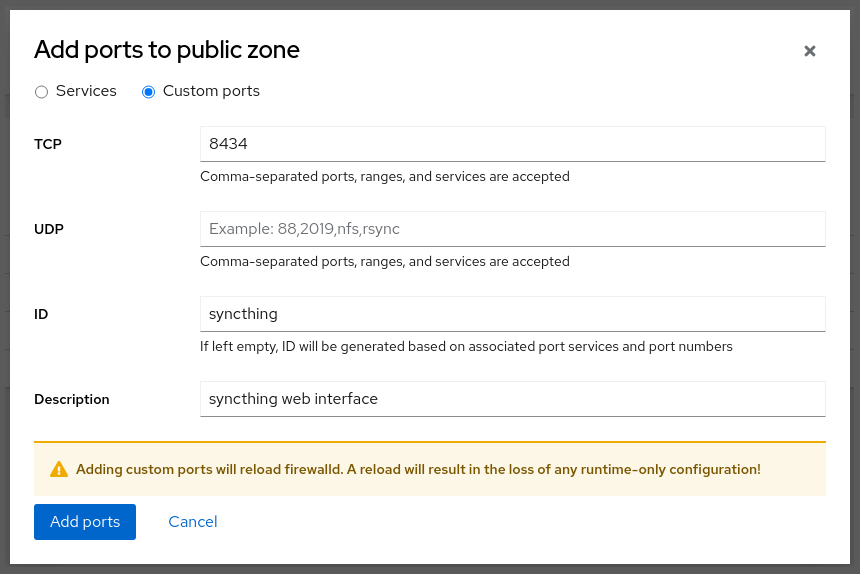 Add ports to public zone
Services Custom ports
TCP 8434
Comma-separated ports, ranges, and services are accepted
UDP Example: 88,2019,nfs,rsync
Comma-separated ports, ranges, and services are accepted
ID syncthing
If left empty, ID will be generated based on associated port services and port numbers
Description syncthing web interface
Adding custom ports will reload firewalld. A reload will result in the loss of any runtime-only configuration!
Add ports Cancel